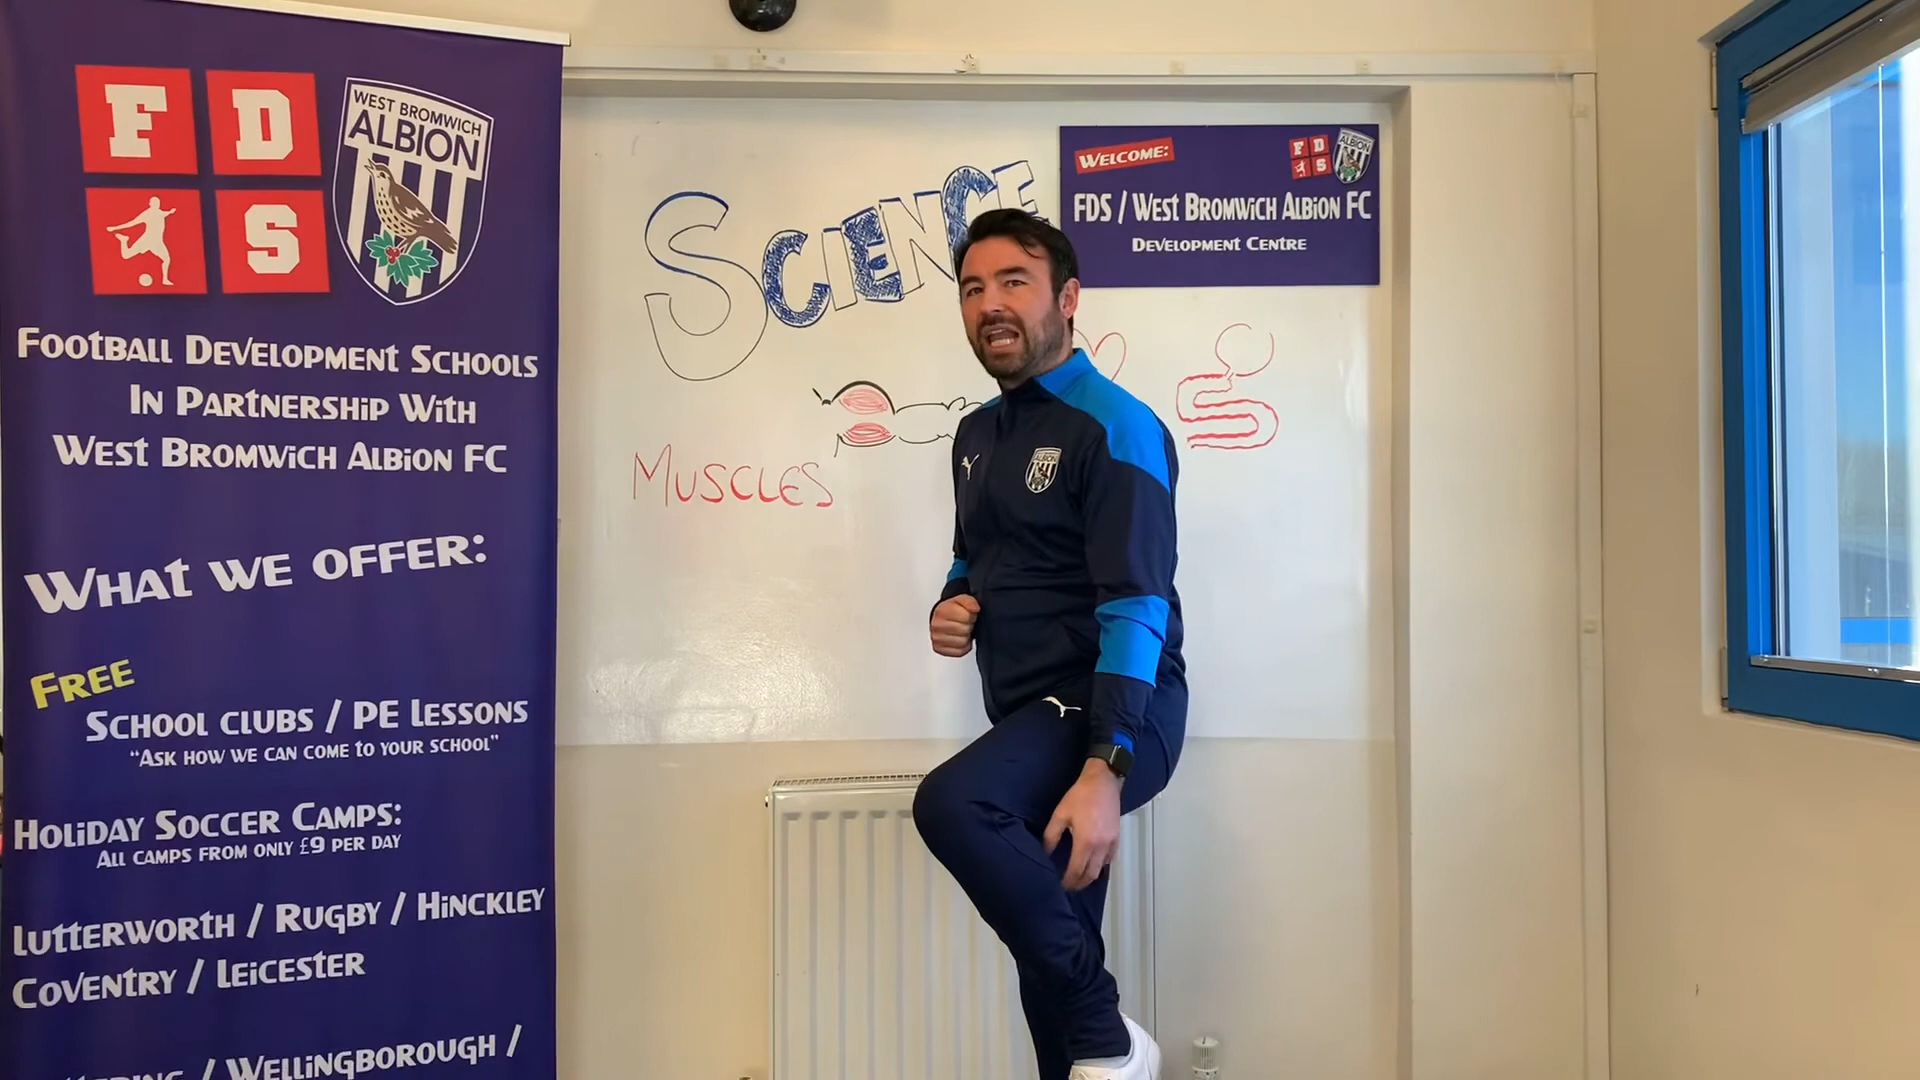 F D
S
WEST BROMWICH
ALBION
FOOTBALL DEVELOPMENT SCHOOLS
IN PARTNERSHIP WITH
WEST BROMWICH ALBION FC
WHAT WE OFFER:
FREE
SCHOOL CLUBS / PE LESSONS
"ASK HOW WE CAN COME TO YOUR SCHOOL"
HOLIDAY SOCCER CAMPS:
ALL CAMPS FROM ONLY £9 PER DAY
LUTTERWORTH / RUGBY / HINCKLEY
COVENTRY / LEICESTER
/ WELLINGBOROUGH /
SCIENCE
MUSCLES
WELCOME:
F D
S
ALBION
FDS / WEST BROMWICH ALBION FC
DEVELOPMENT CENTRE
ALBION